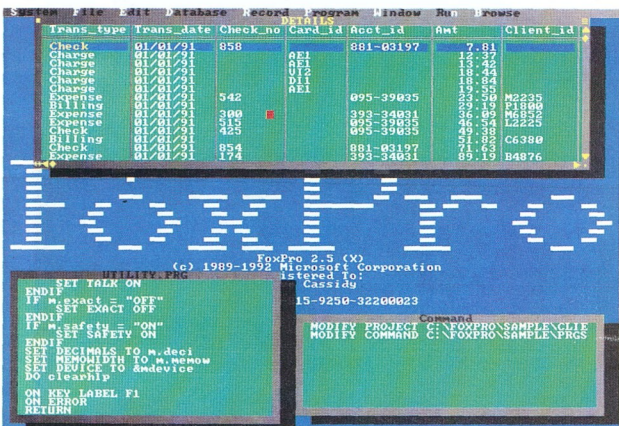 System File Edit Database Record Program Window Run Browse
DETAILS
Trans_type Trans_date Check_no Card_id Acct_id Amt Client_id
Check 01/01/91 858 881-03197 7.81
Charge 01/01/91 AE1 12.37
Charge 01/01/91 AE1 13.42
Charge 01/01/91 VI2 18.44
Charge 01/01/91 DI1 18.84
Charge 01/01/91 AE1 19.55
Expense 01/01/91 542 095-39035 23.50 M2235
Billing 01/01/91 29.19 P1800
Expense 01/01/91 300 393-34031 36.09 M6852
Expense 01/01/91 515 095-39035 46.54 L2225
Check 01/01/91 425 095-39035 49.38
Billing 01/01/91 51.82 C6380
Check 01/01/91 854 881-03197 71.63
Expense 01/01/91 174 393-34031 89.19 B4876
FoxPro
FoxPro 2.5 (X)
(c) 1989-1992 Microsoft Corporation
istered To:
Cassidy
15-9250-32200023
UTILITY.PRG
SET TALK ON
ENDIF
IF m.exact = "OFF"
SET EXACT OFF
ENDIF
IF m.safety = "ON"
SET SAFETY ON
ENDIF
SET DECIMALS TO m.deci
SET MEMOWIDTH TO m.memow
SET DEVICE TO &mdevice
DO clearhlp
ON KEY LABEL F1
ON ERROR
RETURN
Command
MODIFY PROJECT C:\FOXPRO\SAMPLE\CLIE
MODIFY COMMAND C:\FOXPRO\SAMPLE\PRGS